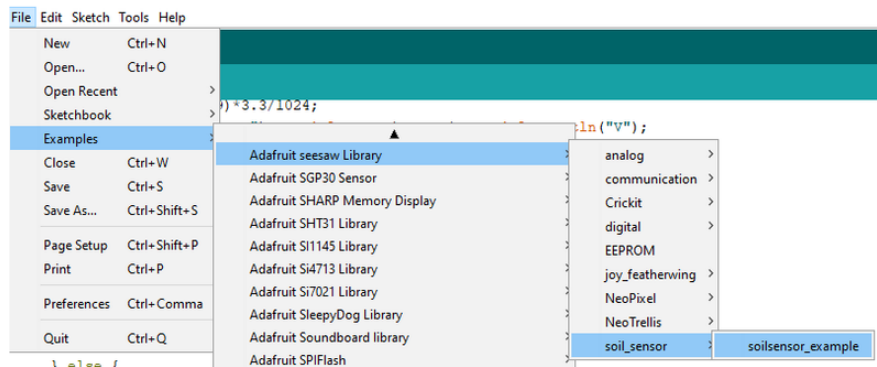 File Edit Sketch Tools Help
New Ctrl+N
Open... Ctrl+O
Open Recent
Sketchbook
Examples
Close Ctrl+W
Save Ctrl+S
Save As... Ctrl+Shift+S
Page Setup Ctrl+Shift+P
Print Ctrl+P
Preferences Ctrl+Comma
Quit Ctrl+Q
)*3.3/1024;
ln("V");
} else {
Adafruit seesaw Library
Adafruit SGP30 Sensor
Adafruit SHARP Memory Display
Adafruit SHT31 Library
Adafruit SI1145 Library
Adafruit Si4713 Library
Adafruit Si7021 Library
Adafruit SleepyDog Library
Adafruit Soundboard library
Adafruit SPIFlash
analog
communication
Crickit
digital
EEPROM
joy_featherwing
NeoPixel
NeoTrellis
soil_sensor
soilsensor_example